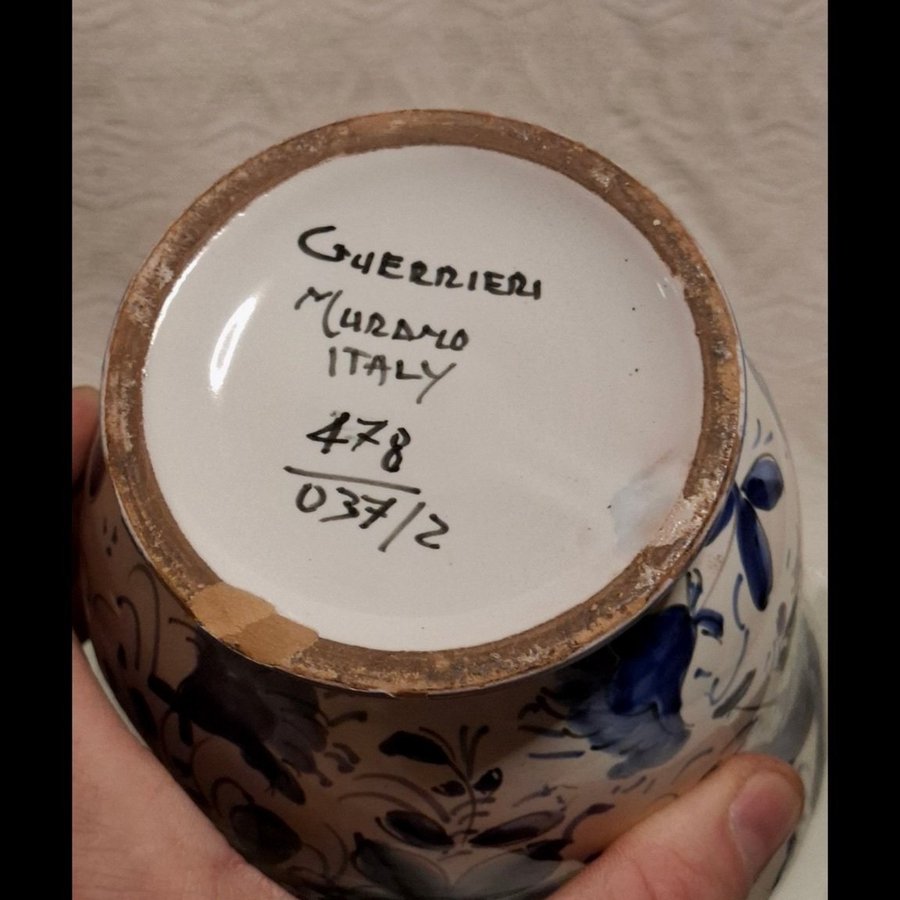 GUERRIERI
MURANO
ITALY
478
037/2